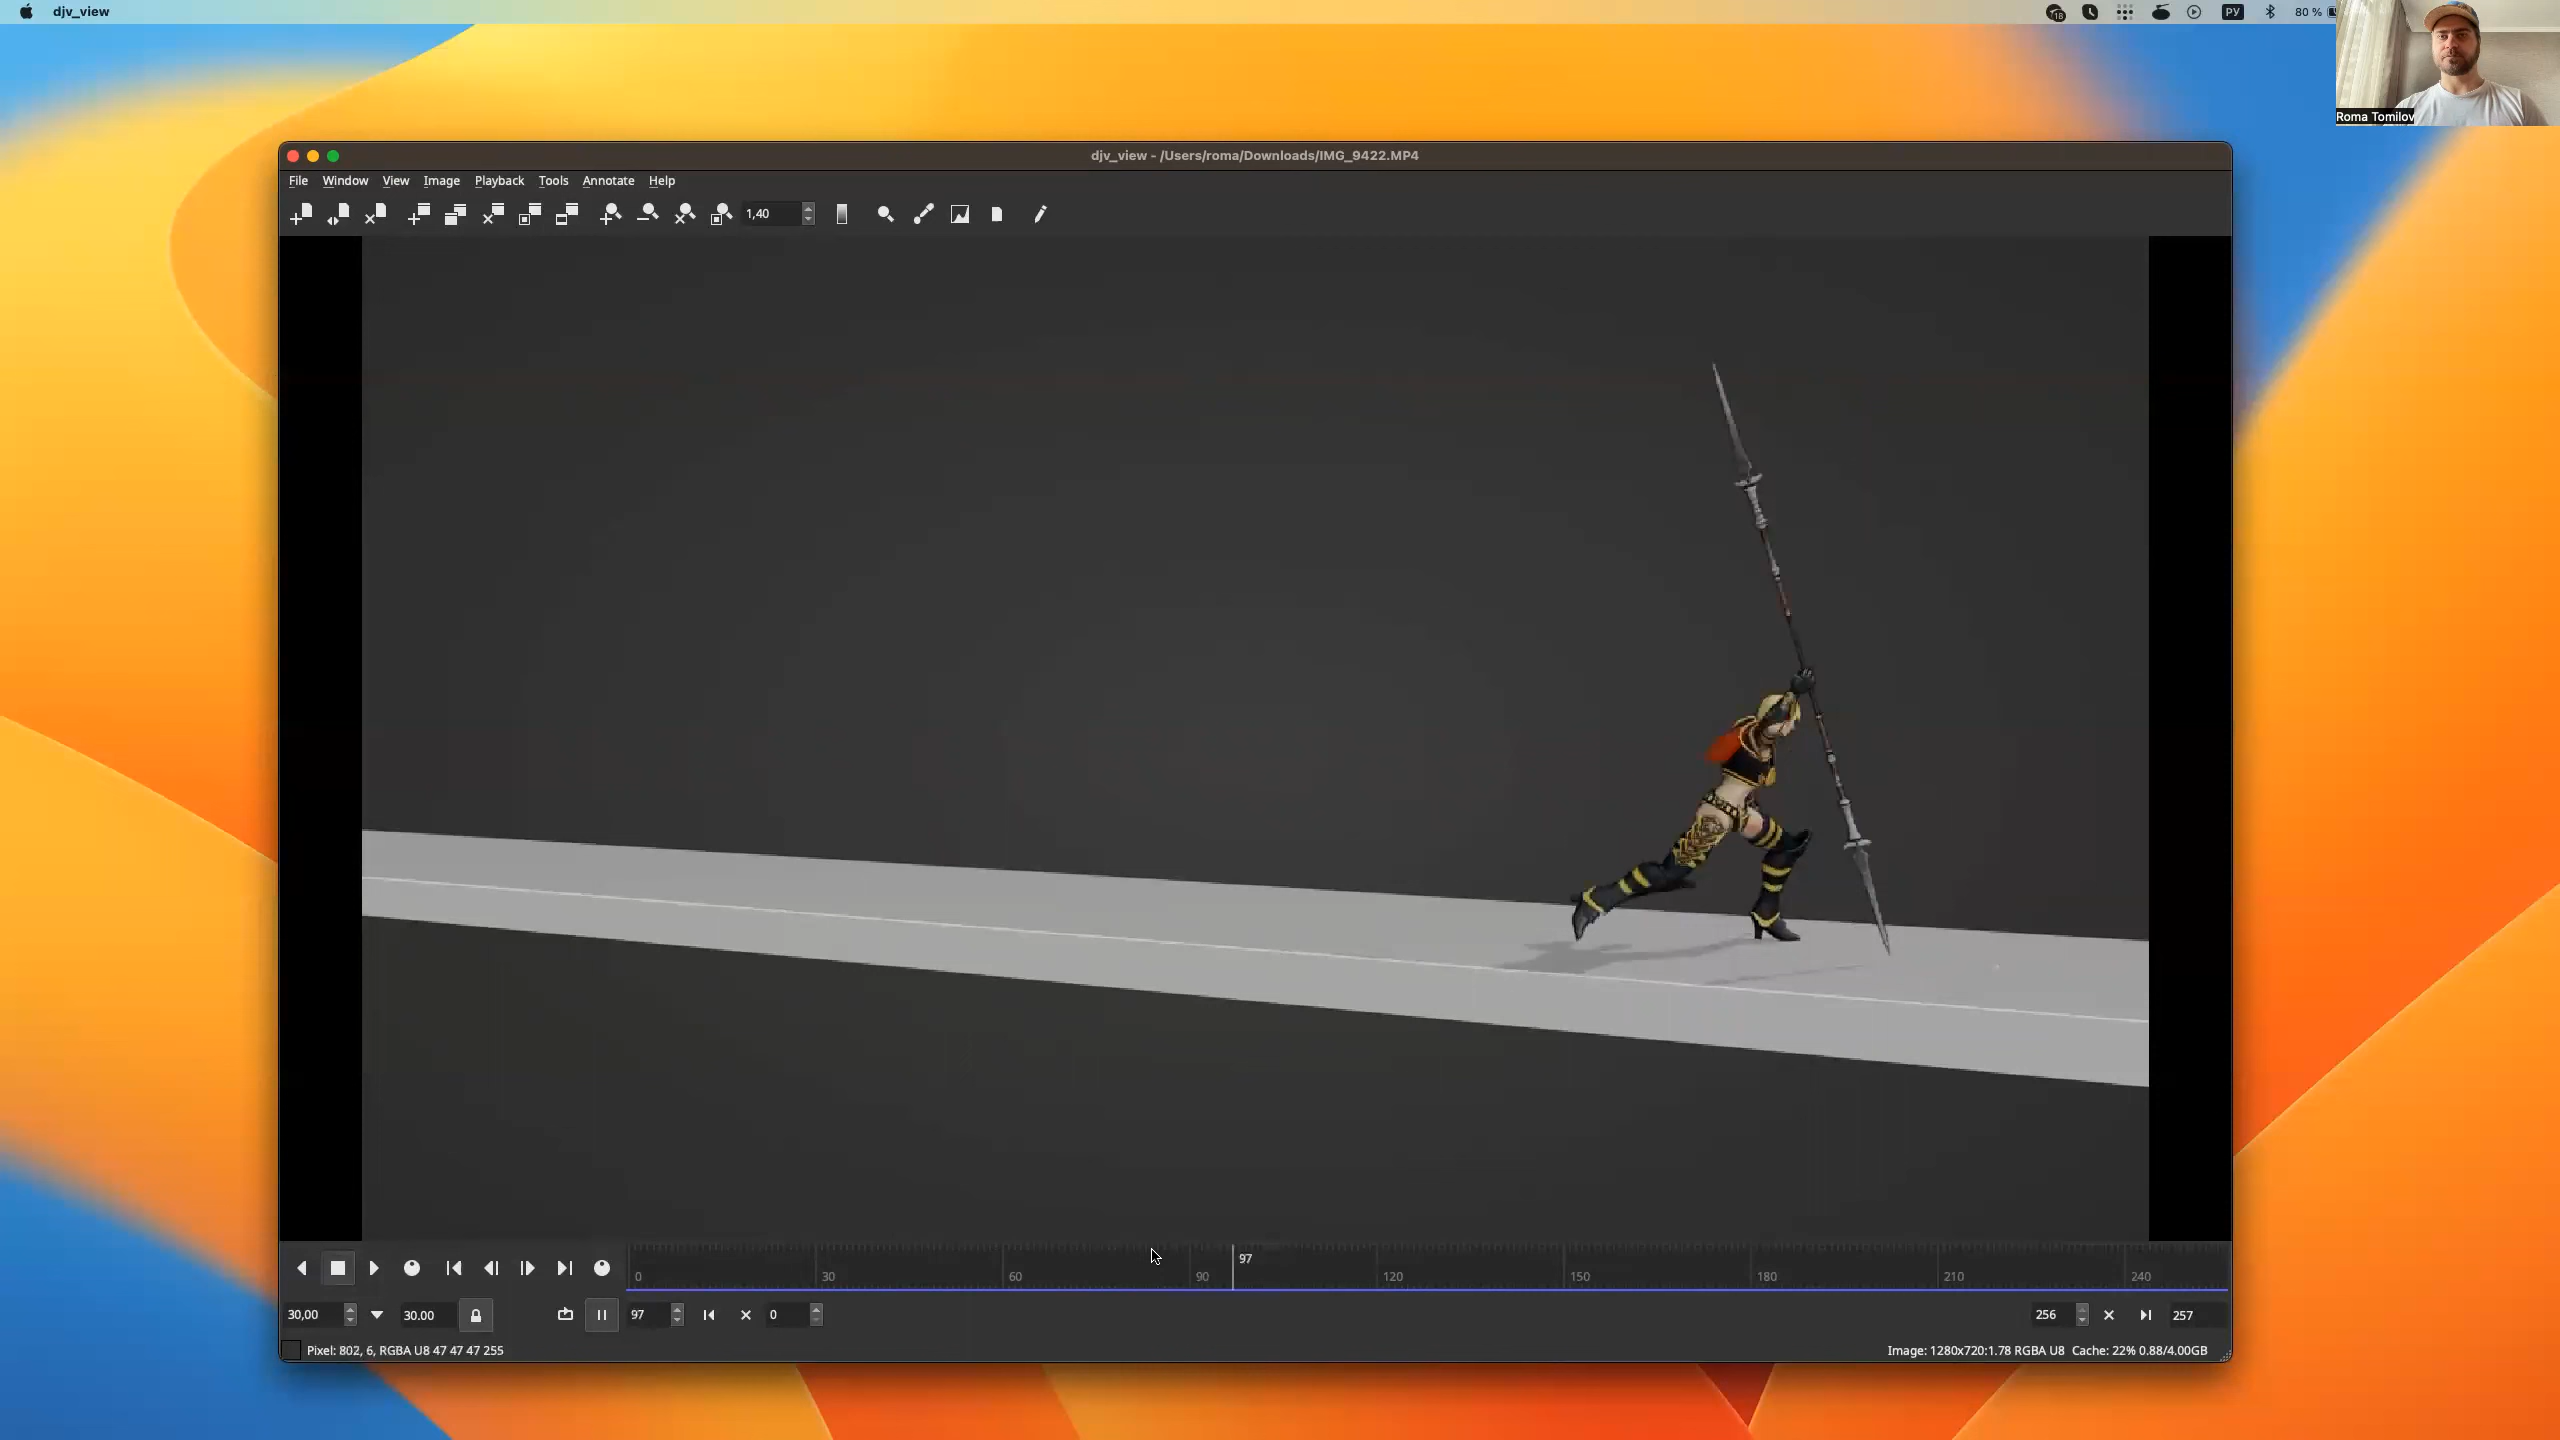 djv_view
18
РУ
80 %
Roma Tomilov
djv_view - /Users/roma/Downloads/IMG_9422.MP4
File Window View Image Playback Tools Annotate Help
1,40
97
0 30 60 90 120 150 180 210 240
30,00 30.00 97 0 256 257
Pixel: 802, 6, RGBA U8 47 47 47 255
Image: 1280x720:1.78 RGBA U8 Cache: 22% 0.88/4.00GB